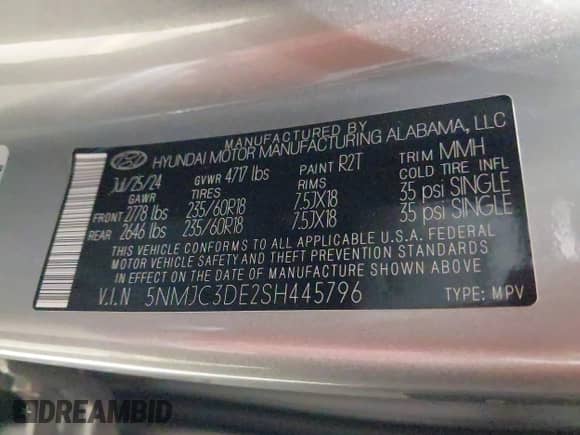 MANUFACTURED BY
HYUNDAI MOTOR MANUFACTURING ALABAMA, LLC
JUl/25/24 GVWR 4717 lbs PAINT R2T TRIM MMH
GAWR TIRES RIMS COLD TIRE INFL
FRONT 2778 lbs 235/60R18 7.5JX18 35 psi SINGLE
REAR 2646 lbs 235/60R18 7.5JX18 35 psi SINGLE
THIS VEHICLE CONFORMS TO ALL APPLICABLE U.S.A. FEDERAL
MOTOR VEHICLE SAFETY AND THEFT PREVENTION STANDARDS
IN EFFECT ON THE DATE OF MANUFACTURE SHOWN ABOVE.
V.I.N 5NMJC3DE2SH445796 TYPE: MPV
DREAMBID